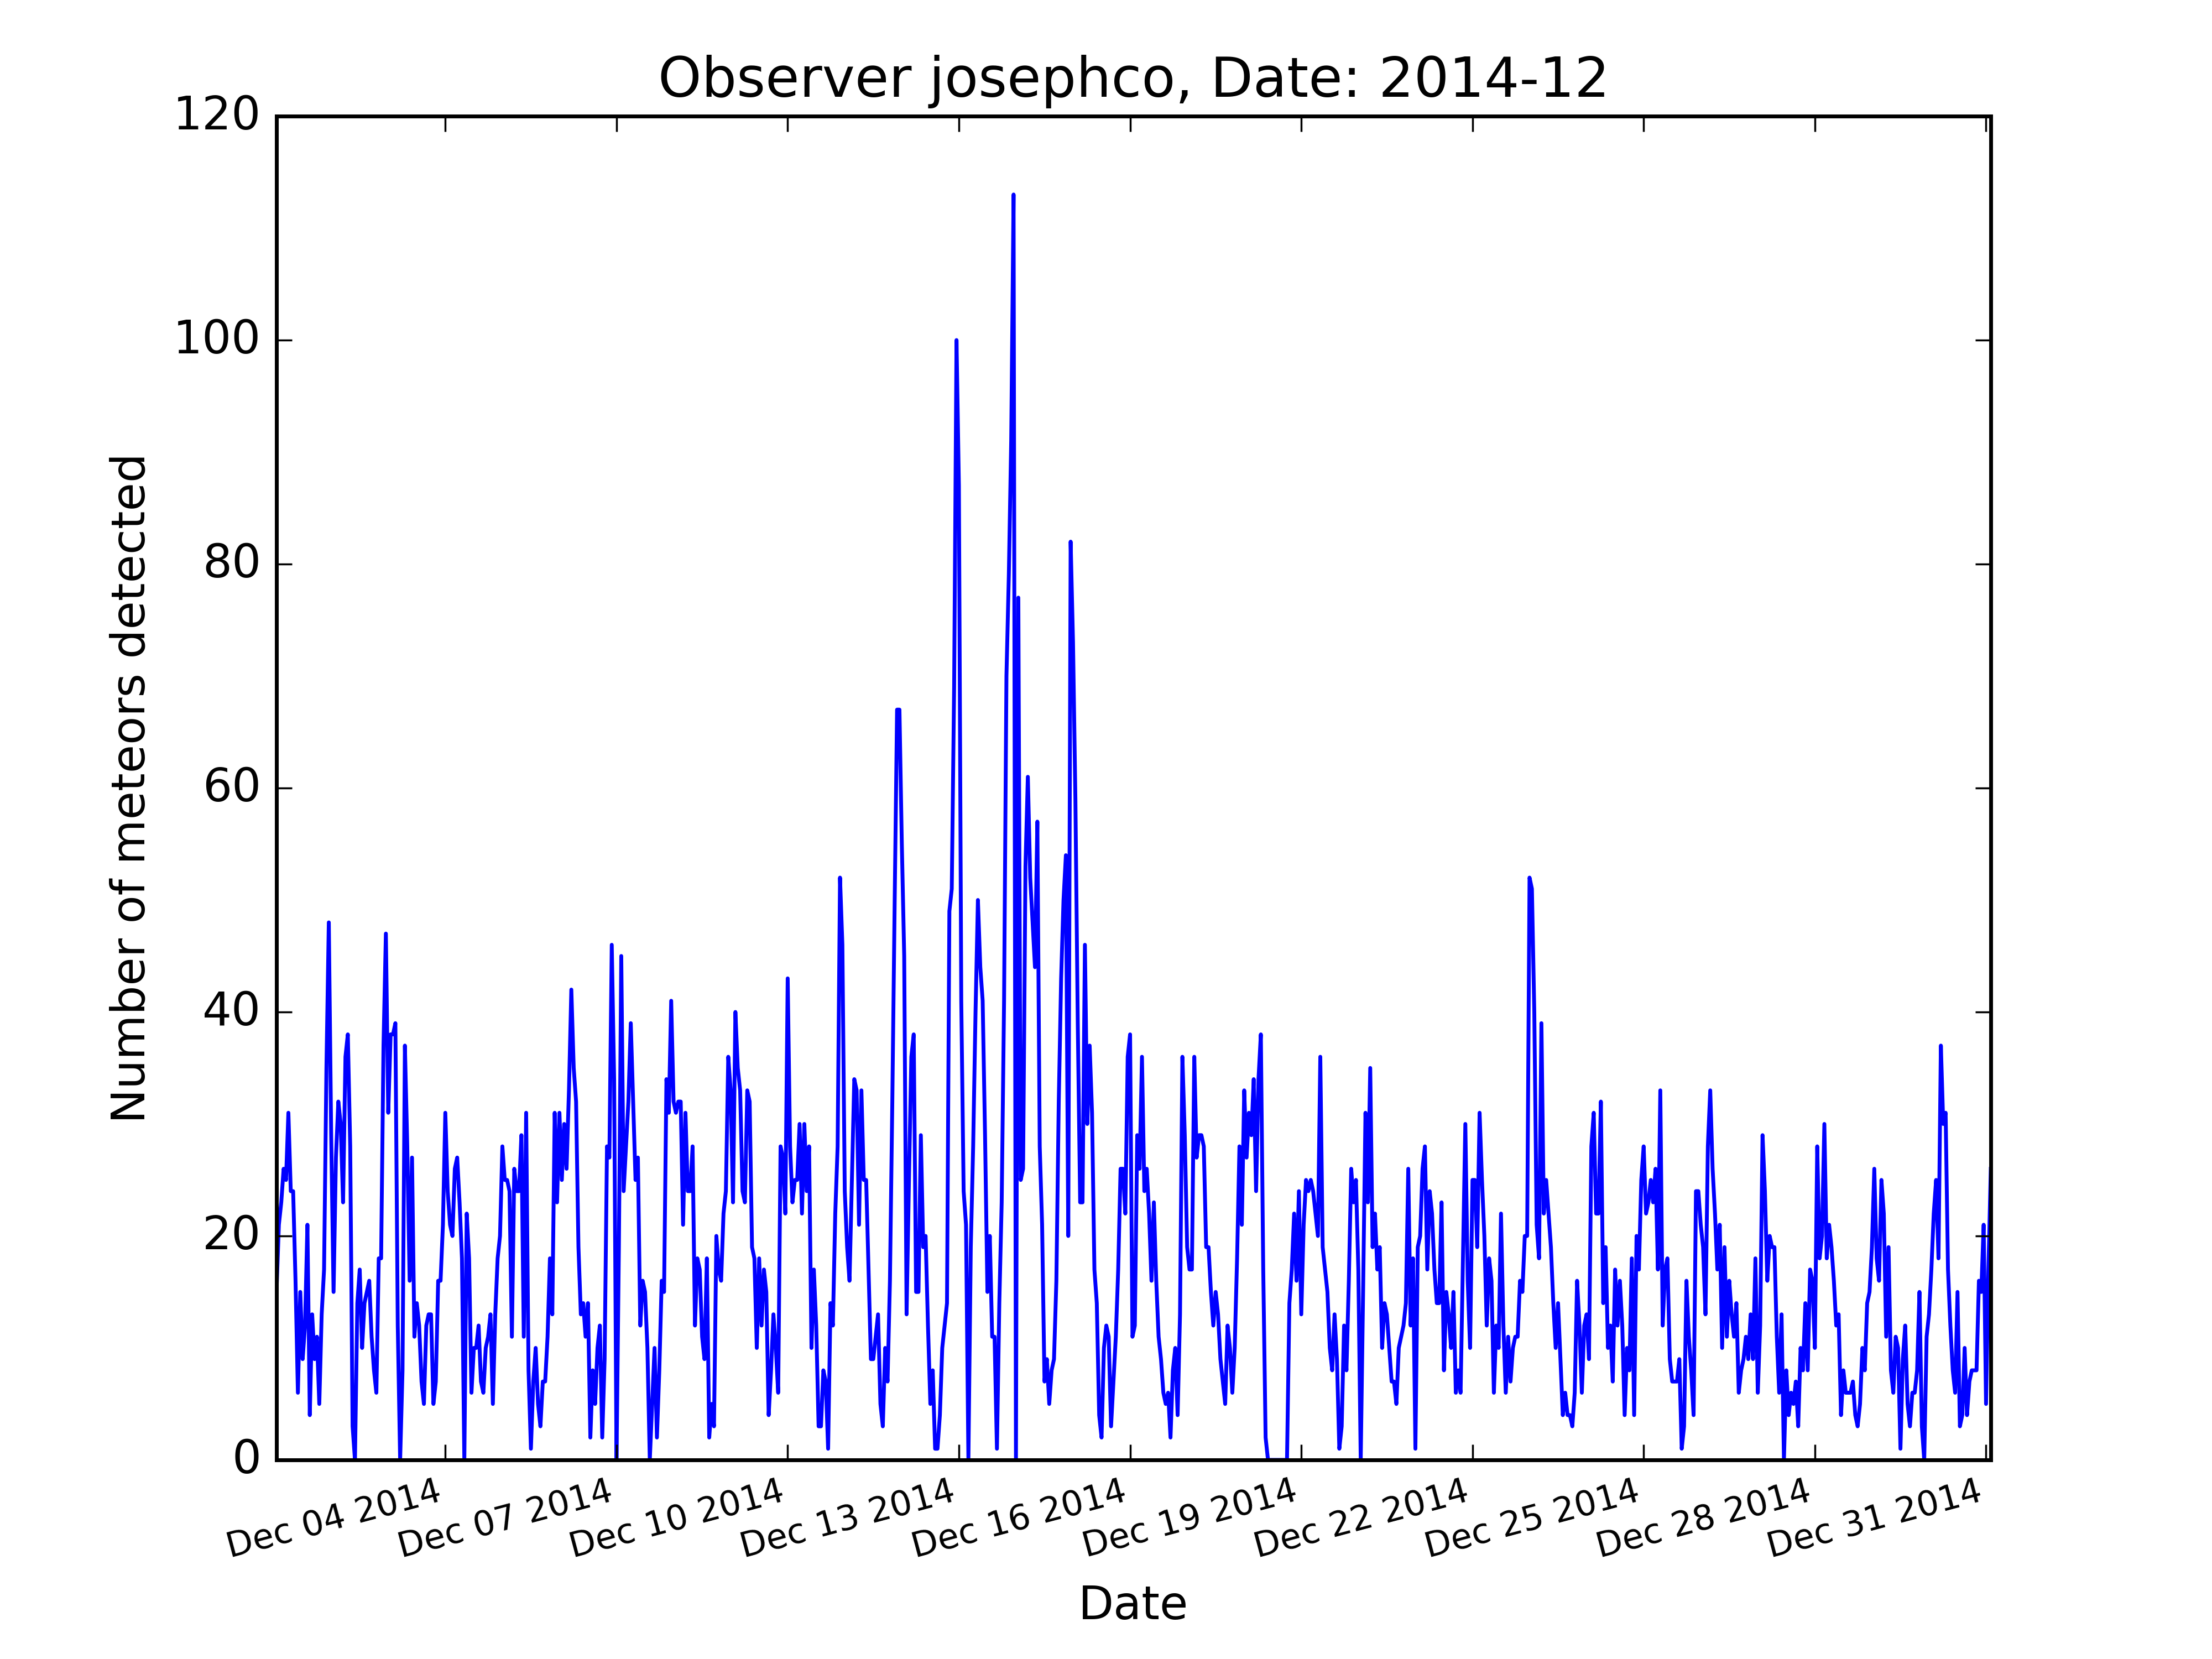 Observer josephco, Date: 2014-12
120
100
80
60
40
20
0
Number of meteors detected
Dec 04 2014
Dec 07 2014
Dec 10 2014
Dec 13 2014
Dec 16 2014
Dec 19 2014
Dec 22 2014
Dec 25 2014
Dec 28 2014
Dec 31 2014
Date